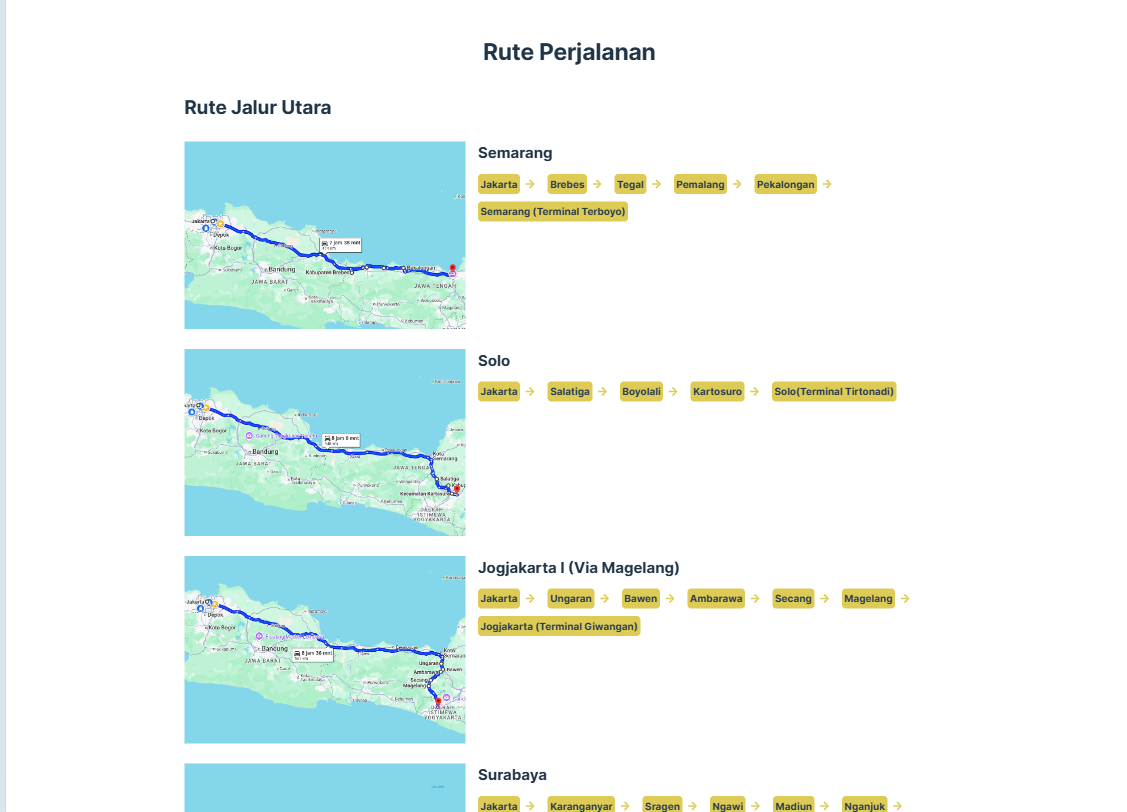 Rute Perjalanan
Rute Jalur Utara
Semarang
Jakarta → Brebes → Tegal → Pemalang → Pekalongan →
Semarang (Terminal Terboyo)
Jakarta
Depok
Kota Bogor
7 jam 38 mnt
Bandung
Kabupaten Brebes
Pekalongan
JAWA BARAT
JAWA TENGAH
Solo
Jakarta → Salatiga → Boyolali → Kartosuro → Solo(Terminal Tirtonadi)
Depok
Kota Bogor
8 jam 6 mnt
Bandung
Kota Semarang
JAWA BARAT
JAWA TENGAH
Salatiga
Kecamatan Kartasura
DAERAH
ISTIMEWA
YOGYAKARTA
Jogjakarta I (Via Magelang)
Jakarta → Ungaran → Bawen → Ambarawa → Secang → Magelang →
Jogjakarta (Terminal Giwangan)
Jakarta
Depok
Kota Bogor
Bandung
8 jam 36 mnt
JAWA BARAT
Ungaran
Ambarawa
Bawen
Secang
Magelang
DAERAH
ISTIMEWA
YOGYAKARTA
Surabaya
Jakarta → Karanganyar → Sragen → Ngawi → Madiun → Nganjuk →